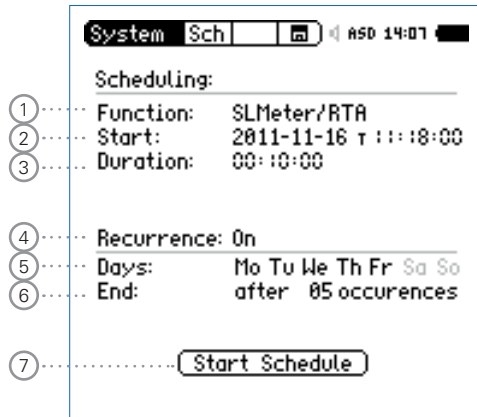 System Sch ASD 14:07
Scheduling:
① Function: SLMeter/RTA
② Start: 2011-11-16 T 11:18:00
③ Duration: 00:10:00
④ Recurrence: On
⑤ Days: Mo Tu We Th Fr Sa So
⑥ End: after 05 occurences
⑦ Start Schedule